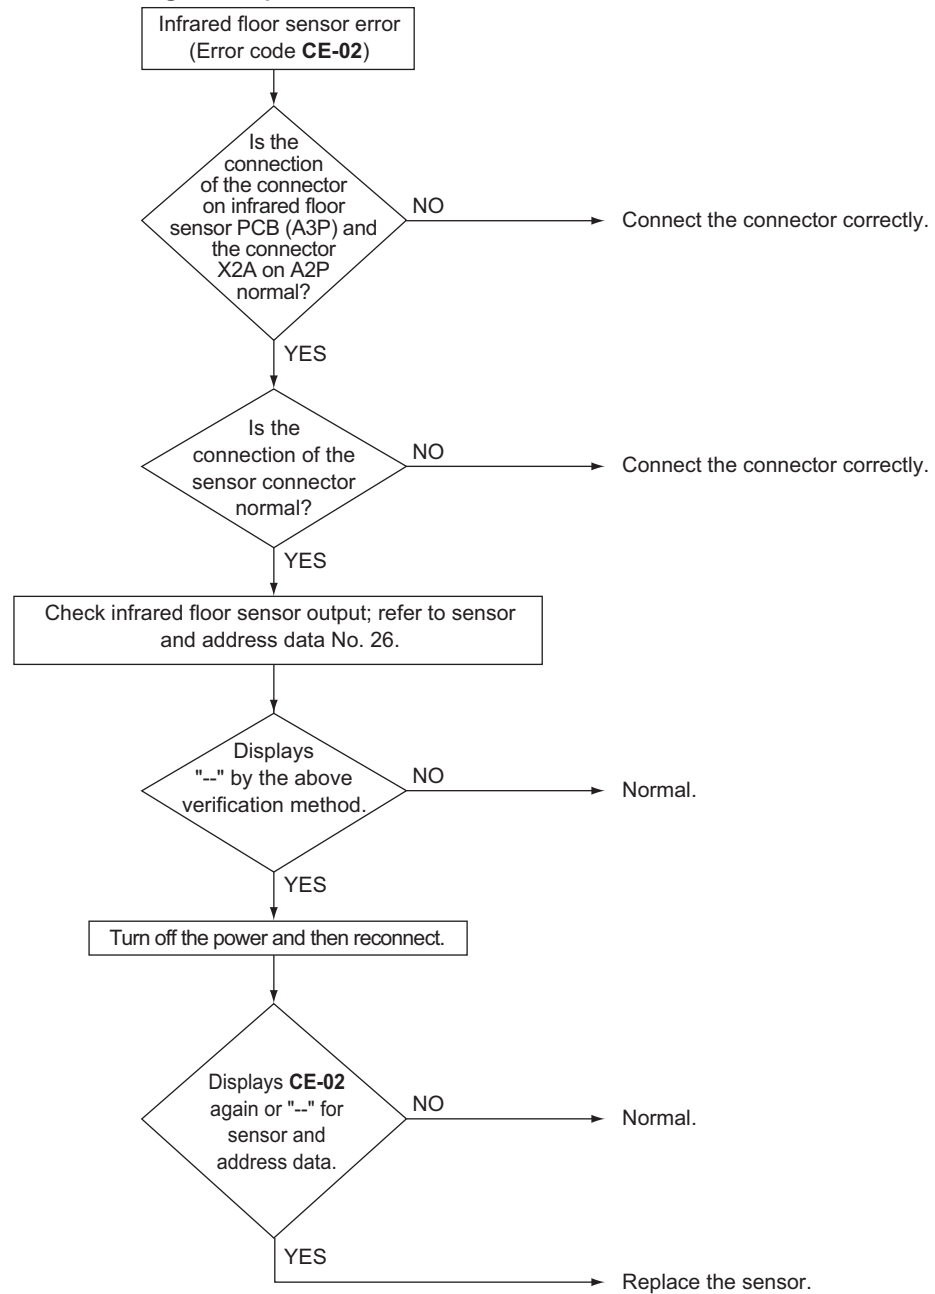 Infrared floor sensor error
(Error code CE-02)
Is the
connection
of the connector
on infrared floor
sensor PCB (A3P) and
the connector
X2A on A2P
normal?
NO
Connect the connector correctly.
YES
Is the
connection of the
sensor connector
normal?
NO
Connect the connector correctly.
YES
Check infrared floor sensor output; refer to sensor
and address data No. 26.
Displays
"--" by the above
verification method.
NO
Normal.
YES
Turn off the power and then reconnect.
Displays CE-02
again or "--" for
sensor and
address data.
NO
Normal.
YES
Replace the sensor.